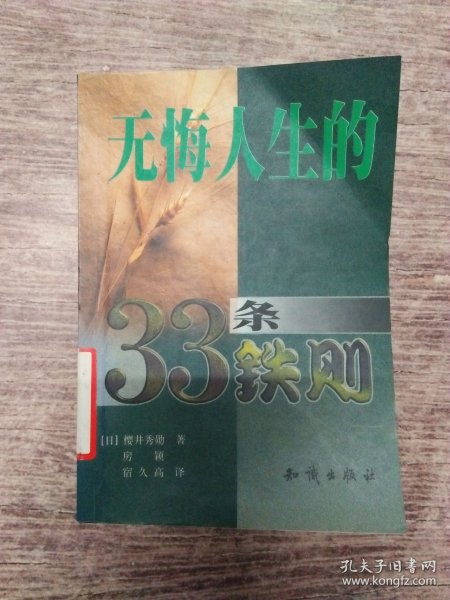 无悔人生的
33条
鉄则
[日] 樱井秀勋 著
房 颖
宿久高 译
知识出版社
孔夫子旧书网
www.kongfz.com